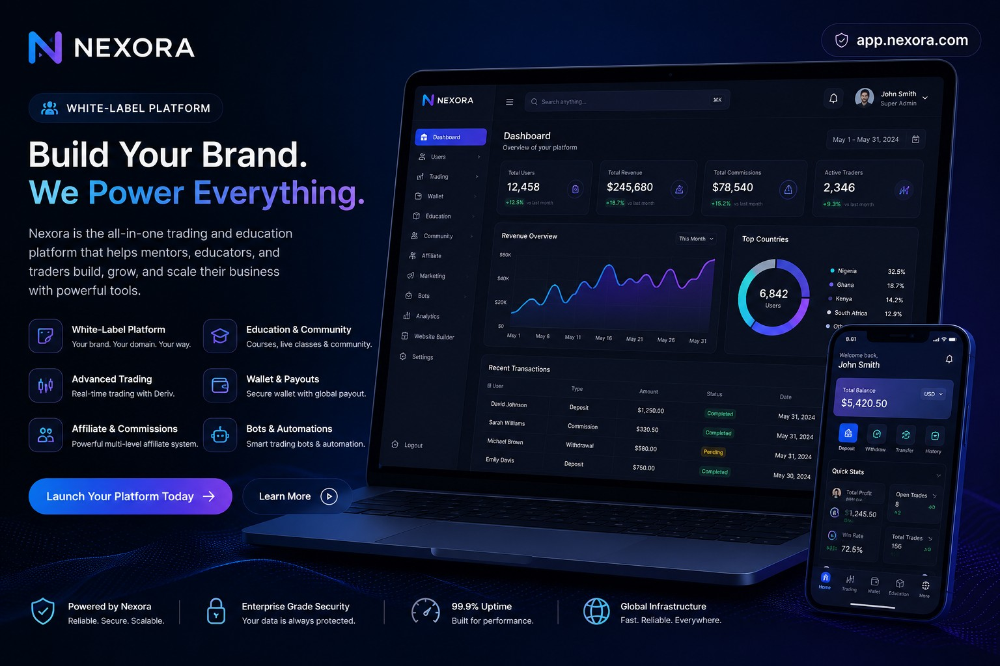 NEXORA
app.nexora.com
WHITE-LABEL PLATFORM
Build Your Brand.
We Power Everything.
Nexora is the all-in-one trading and education
platform that helps mentors, educators, and
traders build, grow, and scale their business
with powerful tools.
White-Label Platform
Your brand. Your domain. Your way.
Education & Community
Courses, live classes & community.
Advanced Trading
Real-time trading with Deriv.
Wallet & Payouts
Secure wallet with global payout.
Affiliate & Commissions
Powerful multi-level affiliate system.
Bots & Automations
Smart trading bots & automation.
Launch Your Platform Today
Learn More
NEXORA
Search anything...
⌘K
John Smith
Super Admin
Dashboard
Users
Trading
Wallet
Education
Community
Affiliate
Marketing
Bots
Analytics
Website Builder
Settings
Logout
Dashboard
Overview of your platform
May 1 - May 31, 2024
Total Users
12,458
+12.5% vs last month
Total Revenue
$245,680
+18.7% vs last month
Total Commissions
$78,540
+15.2% vs last month
Active Traders
2,346
+9.3% vs last month
Revenue Overview
This Month
$60K
$40K
$20K
$0
May 1 May 6 May 11 May 16 May 21 May 26 May 31
Top Countries
6,842
Users
Nigeria 32.5%
Ghana 18.7%
Kenya 14.2%
South Africa 12.9%
Recent Transactions
User Type Amount Status Date
David Johnson Deposit $1,250.00 Completed May 31, 2024
Sarah Williams Commission $320.50 Completed May 31, 2024
Michael Brown Withdrawal $580.00 Pending May 31, 2024
Emily Davis Deposit $750.00 Completed May 30, 2024
Welcome back,
John Smith
Total Balance
USD
$5,420.50
Deposit Withdraw Transfer History
Quick Stats
Total Profit
$1,245.50
Open Trades
8
+2
Win Rate
72.5%
Total Trades
156
Home Trading Wallet Education More
Powered by Nexora
Reliable. Secure. Scalable.
Enterprise Grade Security
Your data is always protected.
99.9% Uptime
Built for performance.
Global Infrastructure
Fast. Reliable. Everywhere.